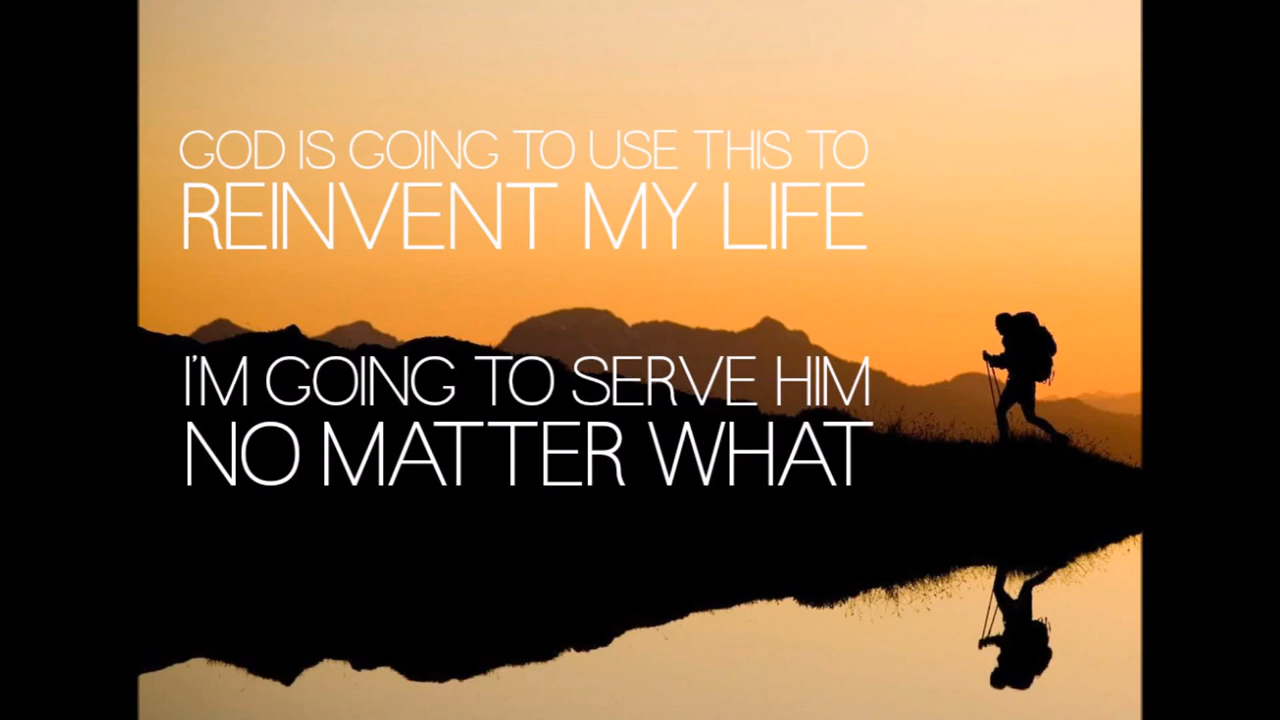 GOD IS GOING TO USE THIS TO
REINVENT MY LIFE
I'M GOING TO SERVE HIM
NO MATTER WHAT